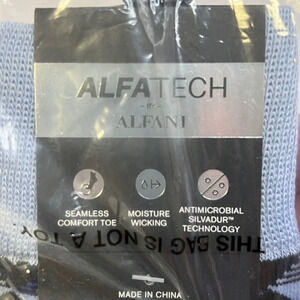 ALFATECH
BY
ALFANI
SEAMLESS
COMFORT TOE
MOISTURE
WICKING
ANTIMICROBIAL
SILVADUR™
TECHNOLOGY
THIS BAG IS NOT A TOY
MADE IN CHINA